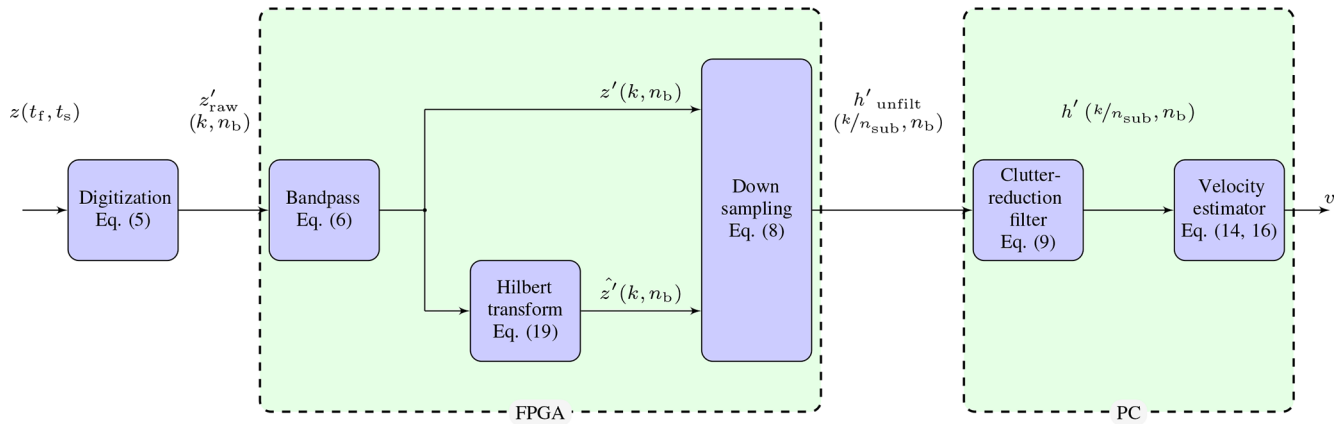 z(t_f, t_s)
Digitization
Eq. (5)
z′_raw
(k, n_b)
Bandpass
Eq. (6)
z′(k, n_b)
Hilbert
transform
Eq. (19)
ẑ′(k, n_b)
Down
sampling
Eq. (8)
FPGA
h′ unfilt
(k/n_sub, n_b)
Clutter-
reduction
filter
Eq. (9)
h′ (k/n_sub, n_b)
Velocity
estimator
Eq. (14, 16)
v
PC